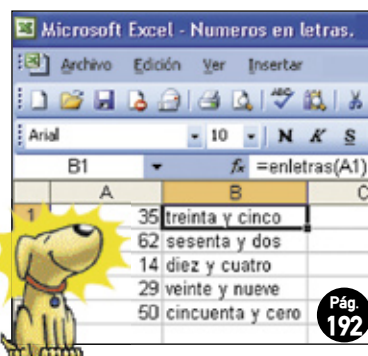 Microsoft Excel - Numeros en letras.
Archivo Edición Ver Insertar
ABC
Arial 10 N K S
B1 fx =enletras(A1)
A B C
1 35 treinta y cinco
62 sesenta y dos
14 diez y cuatro
29 veinte y nueve
50 cincuenta y cero
Pág.
192